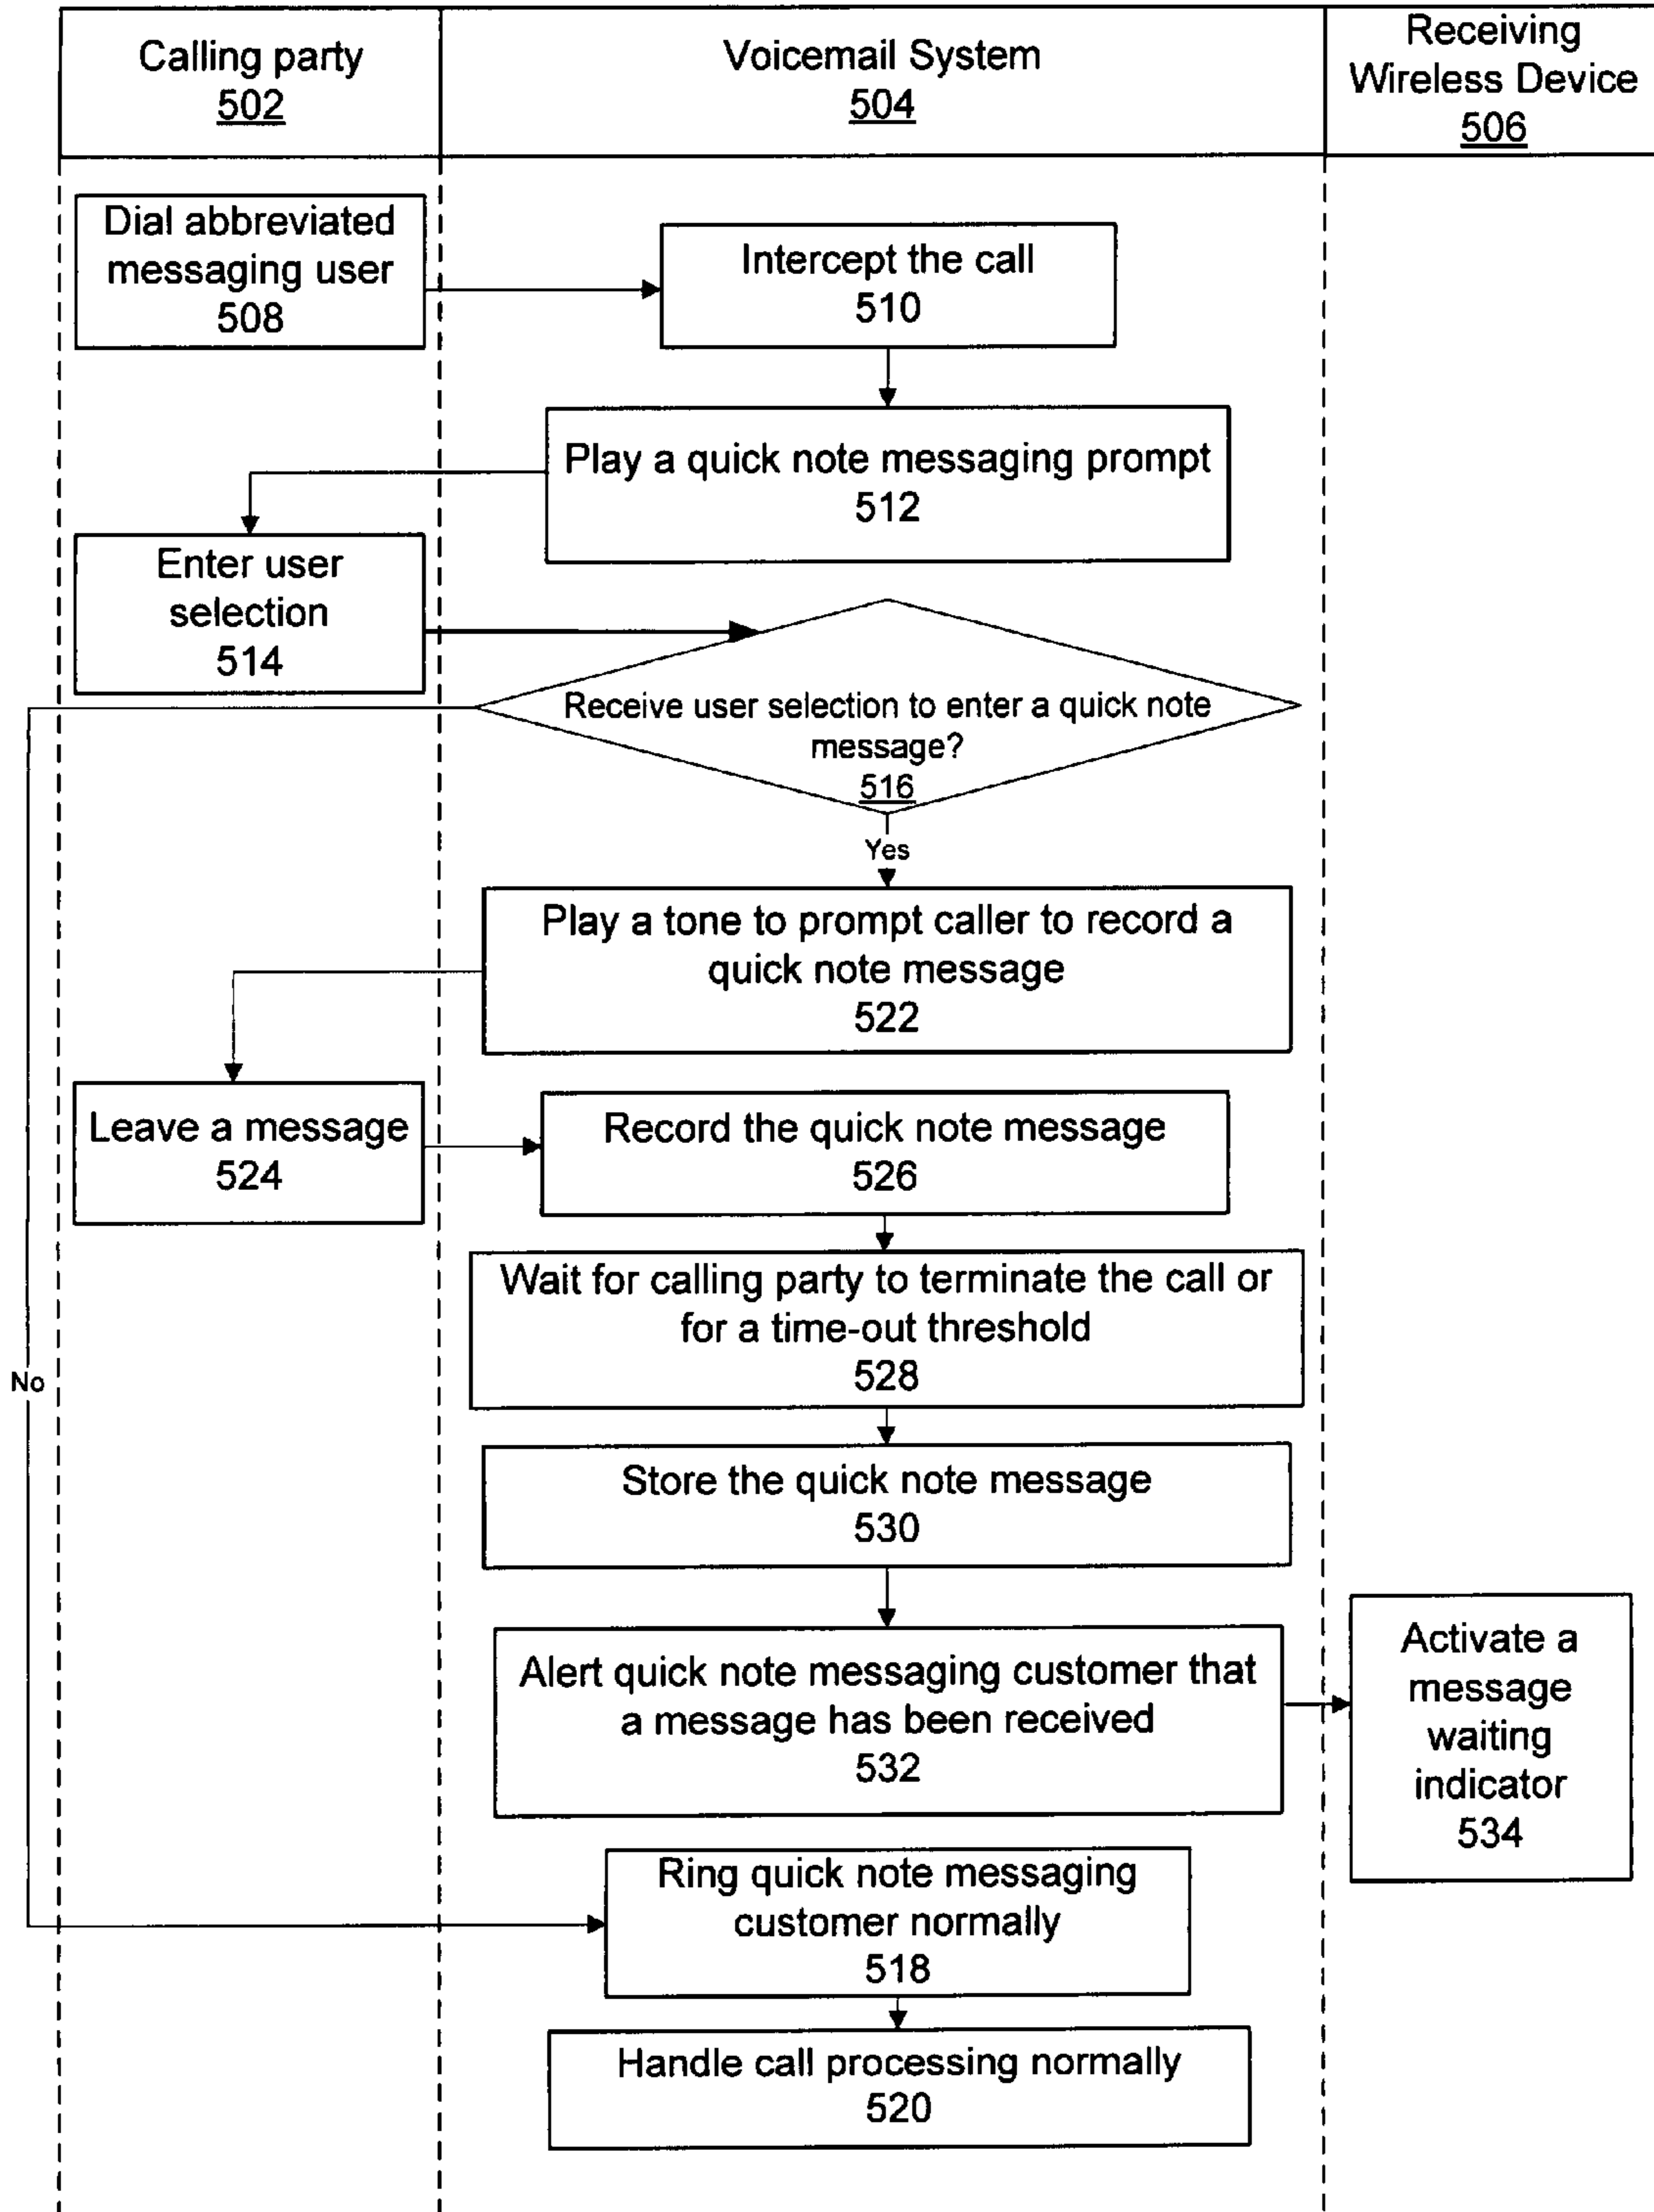 Calling party
502
Voicemail System
504
Receiving
Wireless Device
506
Dial abbreviated
messaging user
508
Intercept the call
510
Play a quick note messaging prompt
512
Enter user
selection
514
Receive user selection to enter a quick note
message?
516
Yes
Play a tone to prompt caller to record a
quick note message
522
Leave a message
524
Record the quick note message
526
Wait for calling party to terminate the call or
for a time-out threshold
528
No
Store the quick note message
530
Alert quick note messaging customer that
a message has been received
532
Activate a
message
waiting
indicator
534
Ring quick note messaging
customer normally
518
Handle call processing normally
520